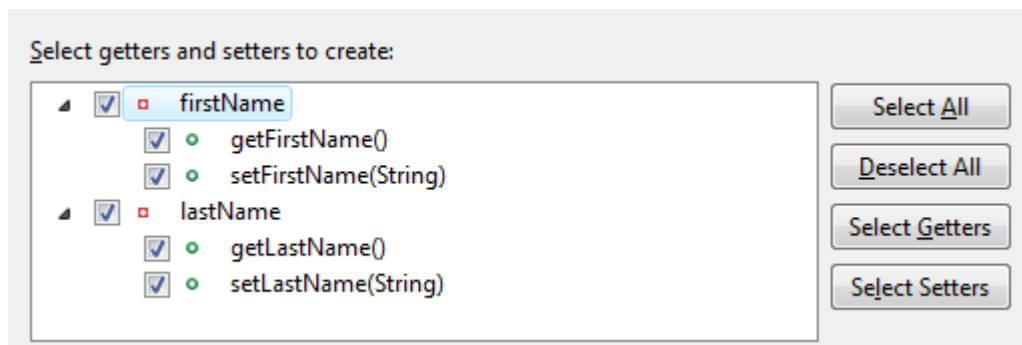 Select getters and setters to create:
firstName
getFirstName()
setFirstName(String)
lastName
getLastName()
setLastName(String)
Select All
Deselect All
Select Getters
Select Setters